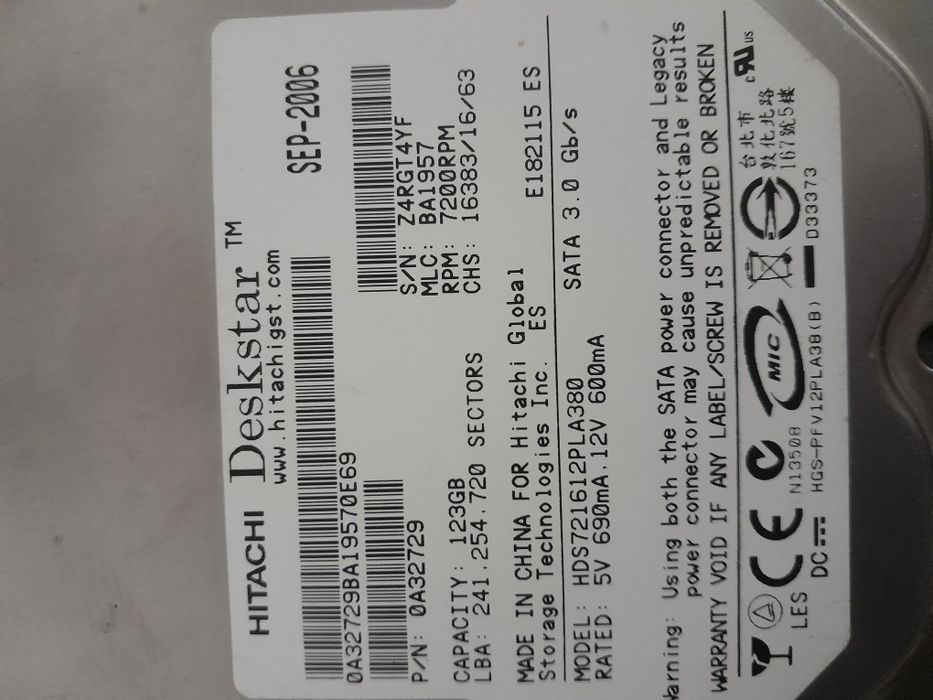 HITACHI Deskstar™
www.hitachigst.com
SEP-2006
0A32729BA19570E69
P/N: 0A32729
S/N: Z4RGT4YF
MLC: BA1957
RPM: 7200RPM
CHS: 16383/16/63
CAPACITY: 123GB
LBA: 241.254.720 SECTORS
MADE IN CHINA FOR Hitachi Global
Storage Technologies Inc. ES
E182115 ES
MODEL: HDS721612PLA380
SATA 3.0 Gb/s
RATED: 5V 690mA.12V 600mA
Warning: Using both the SATA power connector and Legacy
power connector may cause unpredictable results
WARRANTY VOID IF ANY LABEL/SCREW IS REMOVED OR BROKEN
CE
MIC
c US
台北市
敦化北路
167號5樓
LES
N13508
DC
HGS-PFV12PLA38(B)
D33373